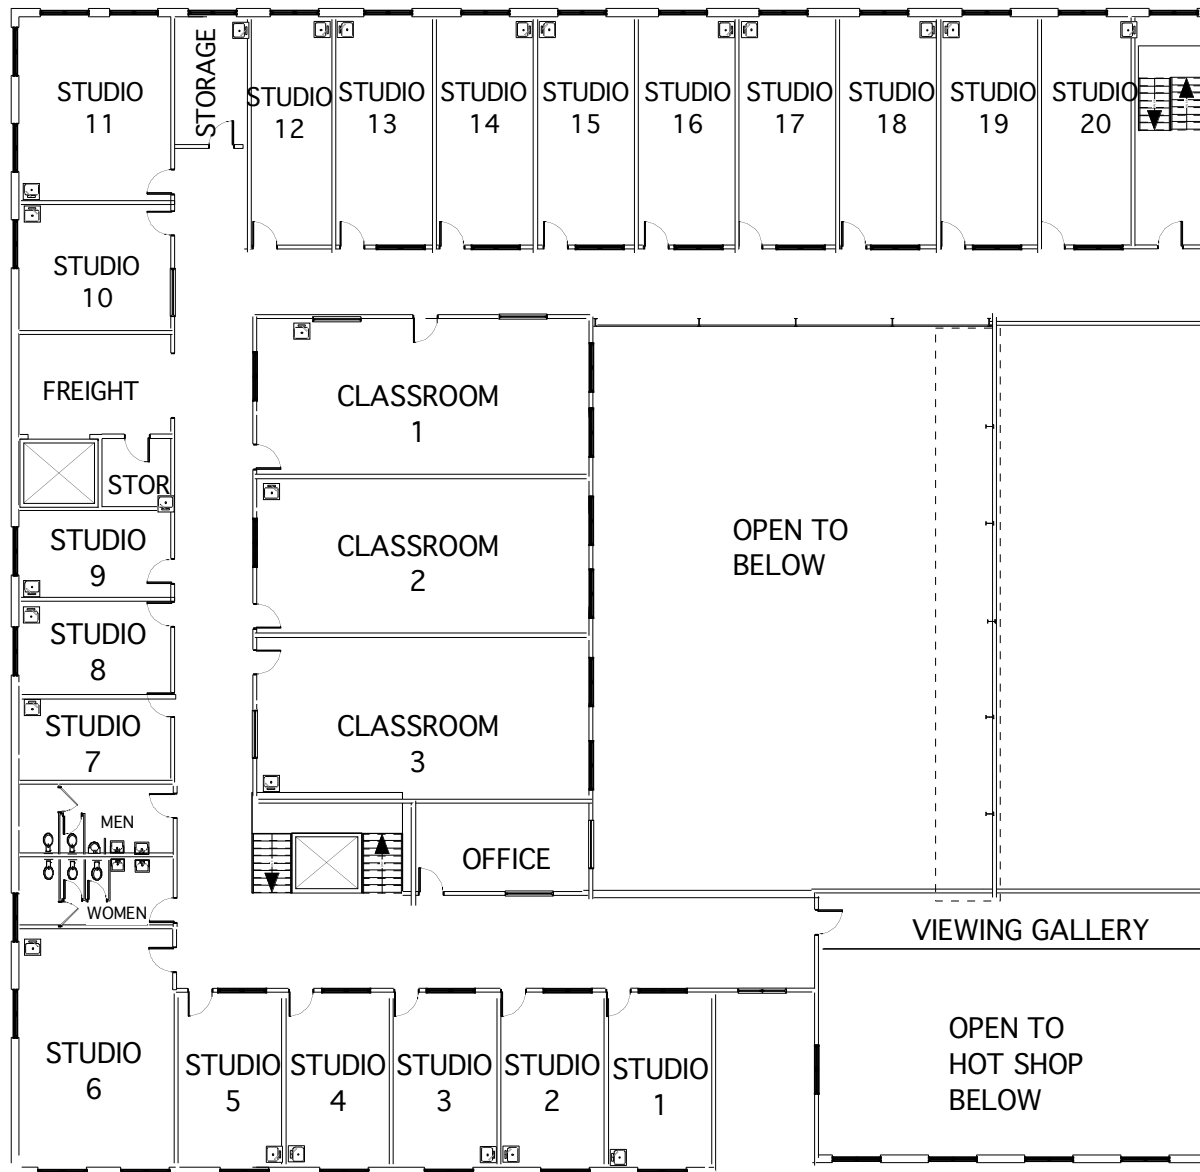 STUDIO
11
STORAGE
STUDIO
12
STUDIO
13
STUDIO
14
STUDIO
15
STUDIO
16
STUDIO
17
STUDIO
18
STUDIO
19
STUDIO
20
STUDIO
10
FREIGHT
STOR
CLASSROOM
1
STUDIO
9
CLASSROOM
2
OPEN TO
BELOW
STUDIO
8
STUDIO
7
CLASSROOM
3
MEN
OFFICE
WOMEN
VIEWING GALLERY
STUDIO
6
STUDIO
5
STUDIO
4
STUDIO
3
STUDIO
2
STUDIO
1
OPEN TO
HOT SHOP
BELOW